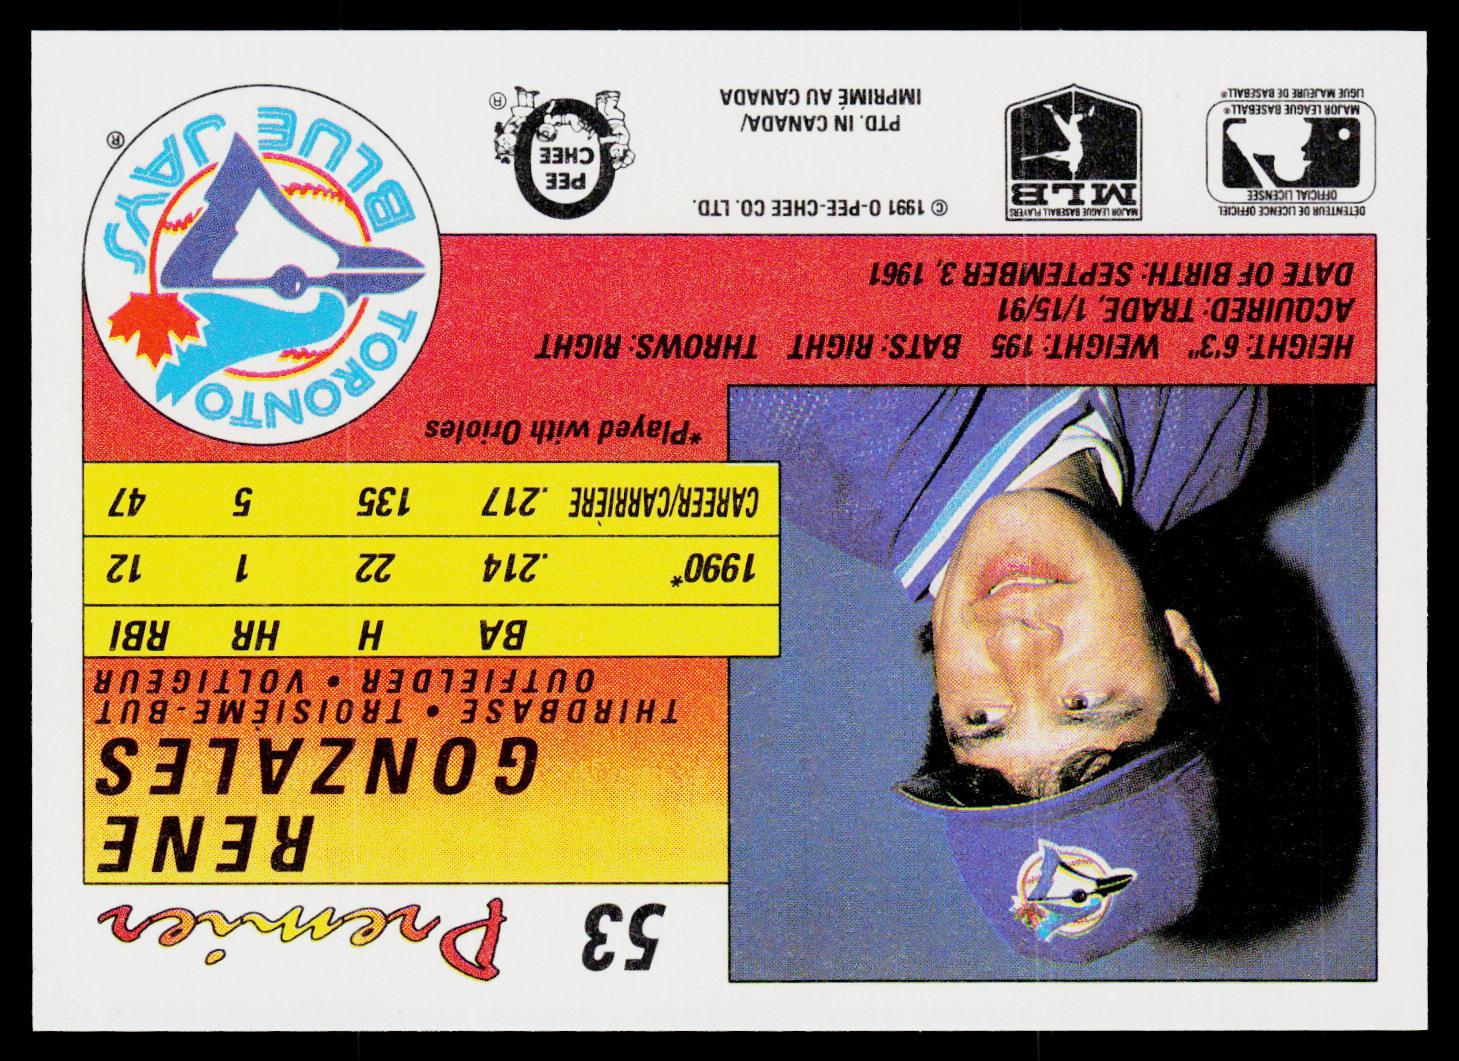 53 Premier
RENE
GONZALES
THIRDBASE • TROISIÈME-BUT
OUTFIELDER • VOLTIGEUR
BA H HR RBI
1990* .214 22 1 12
CAREER/CARRIÈRE .217 135 5 47
*Played with Orioles
HEIGHT: 6'3" WEIGHT: 195 BATS: RIGHT THROWS: RIGHT
ACQUIRED: TRADE, 1/15/91
DATE OF BIRTH: SEPTEMBER 3, 1961
TORONTO
BLUE JAYS
®
DÉTENTEUR DE LICENCE OFFICIEL
OFFICIAL LICENSEE
MAJOR LEAGUE BASEBALL®
LIGUE MAJEURE DE BASEBALL®
MAJOR LEAGUE BASEBALL PLAYERS
MLB
© 1991 O-PEE-CHEE CO. LTD.
PTD. IN CANADA/
IMPRIMÉ AU CANADA
PEE
CHEE
®